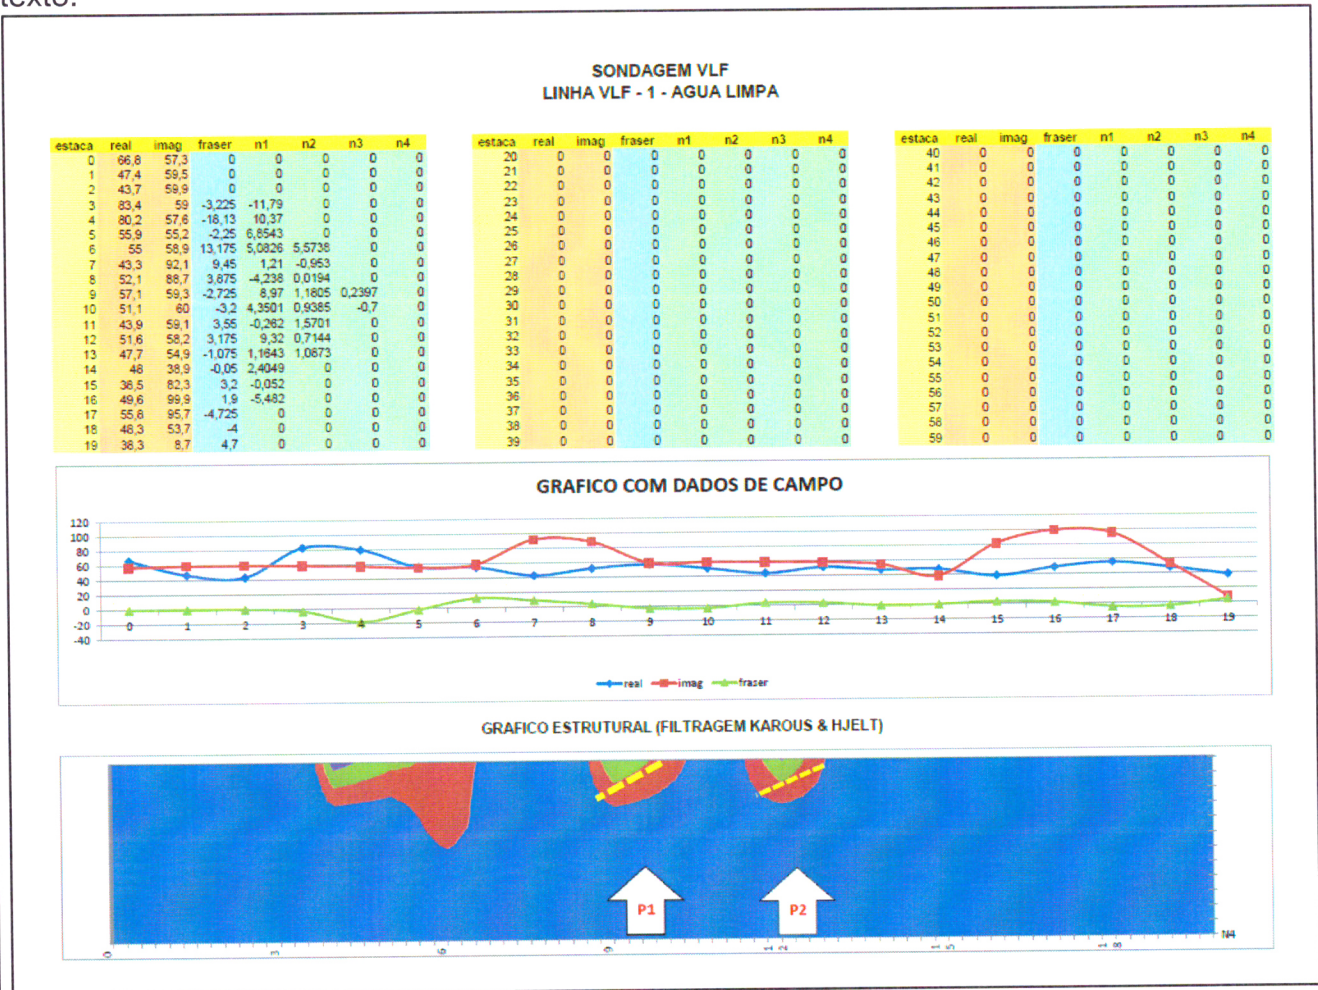 texto.
SONDAGEM VLF
LINHA VLF - 1 - AGUA LIMPA
estaca real imag fraser n1 n2 n3 n4
0 66,8 57,3 0 0 0 0 0
1 47,4 59,5 0 0 0 0 0
2 43,7 59,9 0 0 0 0 0
3 83,4 59 -3,225 -11,79 0 0 0
4 80,2 57,6 -18,13 10,37 0 0 0
5 55,9 55,2 -2,25 6,8543 0 0 0
6 55 58,9 13,175 5,0826 5,5738 0 0
7 43,3 92,1 9,45 1,21 -0,953 0 0
8 52,1 88,7 3,875 -4,238 0,0194 0 0
9 57,1 59,3 -2,725 8,97 1,1805 0,2397 0
10 51,1 60 -3,2 4,3501 0,9385 -0,7 0
11 43,9 59,1 3,55 -0,262 1,5701 0 0
12 51,6 58,2 3,175 9,32 0,7144 0 0
13 47,7 54,9 -1,075 1,1643 1,0873 0 0
14 48 38,9 -0,05 2,4049 0 0 0
15 38,5 82,3 3,2 -0,052 0 0 0
16 49,6 99,9 1,9 -5,482 0 0 0
17 55,8 95,7 -4,725 0 0 0 0
18 48,3 53,7 -4 0 0 0 0
19 38,3 8,7 4,7 0 0 0 0
estaca real imag fraser n1 n2 n3 n4
20 0 0 0 0 0 0 0
21 0 0 0 0 0 0 0
22 0 0 0 0 0 0 0
23 0 0 0 0 0 0 0
24 0 0 0 0 0 0 0
25 0 0 0 0 0 0 0
26 0 0 0 0 0 0 0
27 0 0 0 0 0 0 0
28 0 0 0 0 0 0 0
29 0 0 0 0 0 0 0
30 0 0 0 0 0 0 0
31 0 0 0 0 0 0 0
32 0 0 0 0 0 0 0
33 0 0 0 0 0 0 0
34 0 0 0 0 0 0 0
35 0 0 0 0 0 0 0
36 0 0 0 0 0 0 0
37 0 0 0 0 0 0 0
38 0 0 0 0 0 0 0
39 0 0 0 0 0 0 0
estaca real imag fraser n1 n2 n3 n4
40 0 0 0 0 0 0 0
41 0 0 0 0 0 0 0
42 0 0 0 0 0 0 0
43 0 0 0 0 0 0 0
44 0 0 0 0 0 0 0
45 0 0 0 0 0 0 0
46 0 0 0 0 0 0 0
47 0 0 0 0 0 0 0
48 0 0 0 0 0 0 0
49 0 0 0 0 0 0 0
50 0 0 0 0 0 0 0
51 0 0 0 0 0 0 0
52 0 0 0 0 0 0 0
53 0 0 0 0 0 0 0
54 0 0 0 0 0 0 0
55 0 0 0 0 0 0 0
56 0 0 0 0 0 0 0
57 0 0 0 0 0 0 0
58 0 0 0 0 0 0 0
59 0 0 0 0 0 0 0
GRAFICO COM DADOS DE CAMPO
120
100
80
60
40
20
0
-20
-40
0 1 2 3 4 5 6 7 8 9 10 11 12 13 14 15 16 17 18 19
real imag fraser
GRAFICO ESTRUTURAL (FILTRAGEM KAROUS & HJELT)
P1 P2
N4
0 3 6 9 12 15 18